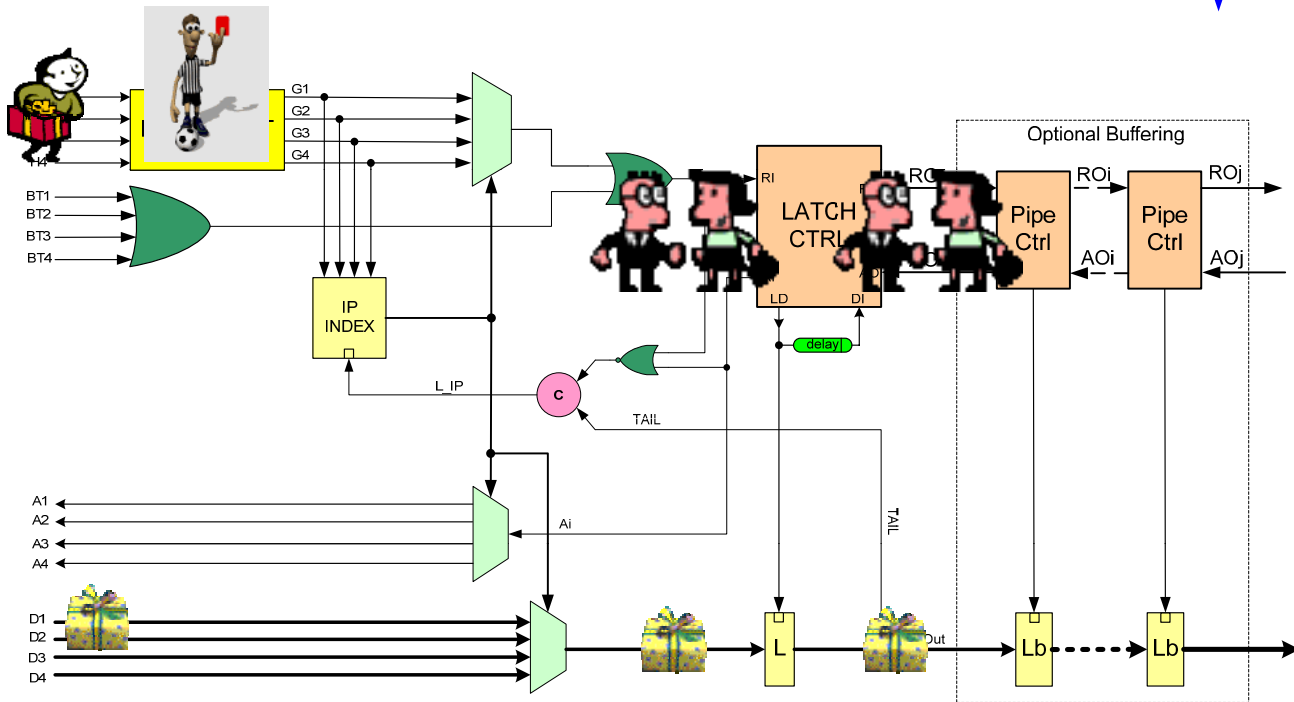 G1
G2
G3
G4
H4
BT1
BT2
BT3
BT4
IP
INDEX
L_IP
C
TAIL
RI
LATCH
CTRL
LD
DI
delay
Optional Buffering
ROi
ROj
Pipe
Ctrl
Pipe
Ctrl
AOi
AOj
A1
A2
A3
A4
Ai
TAIL
D1
D2
D3
D4
L
Out
Lb
Lb